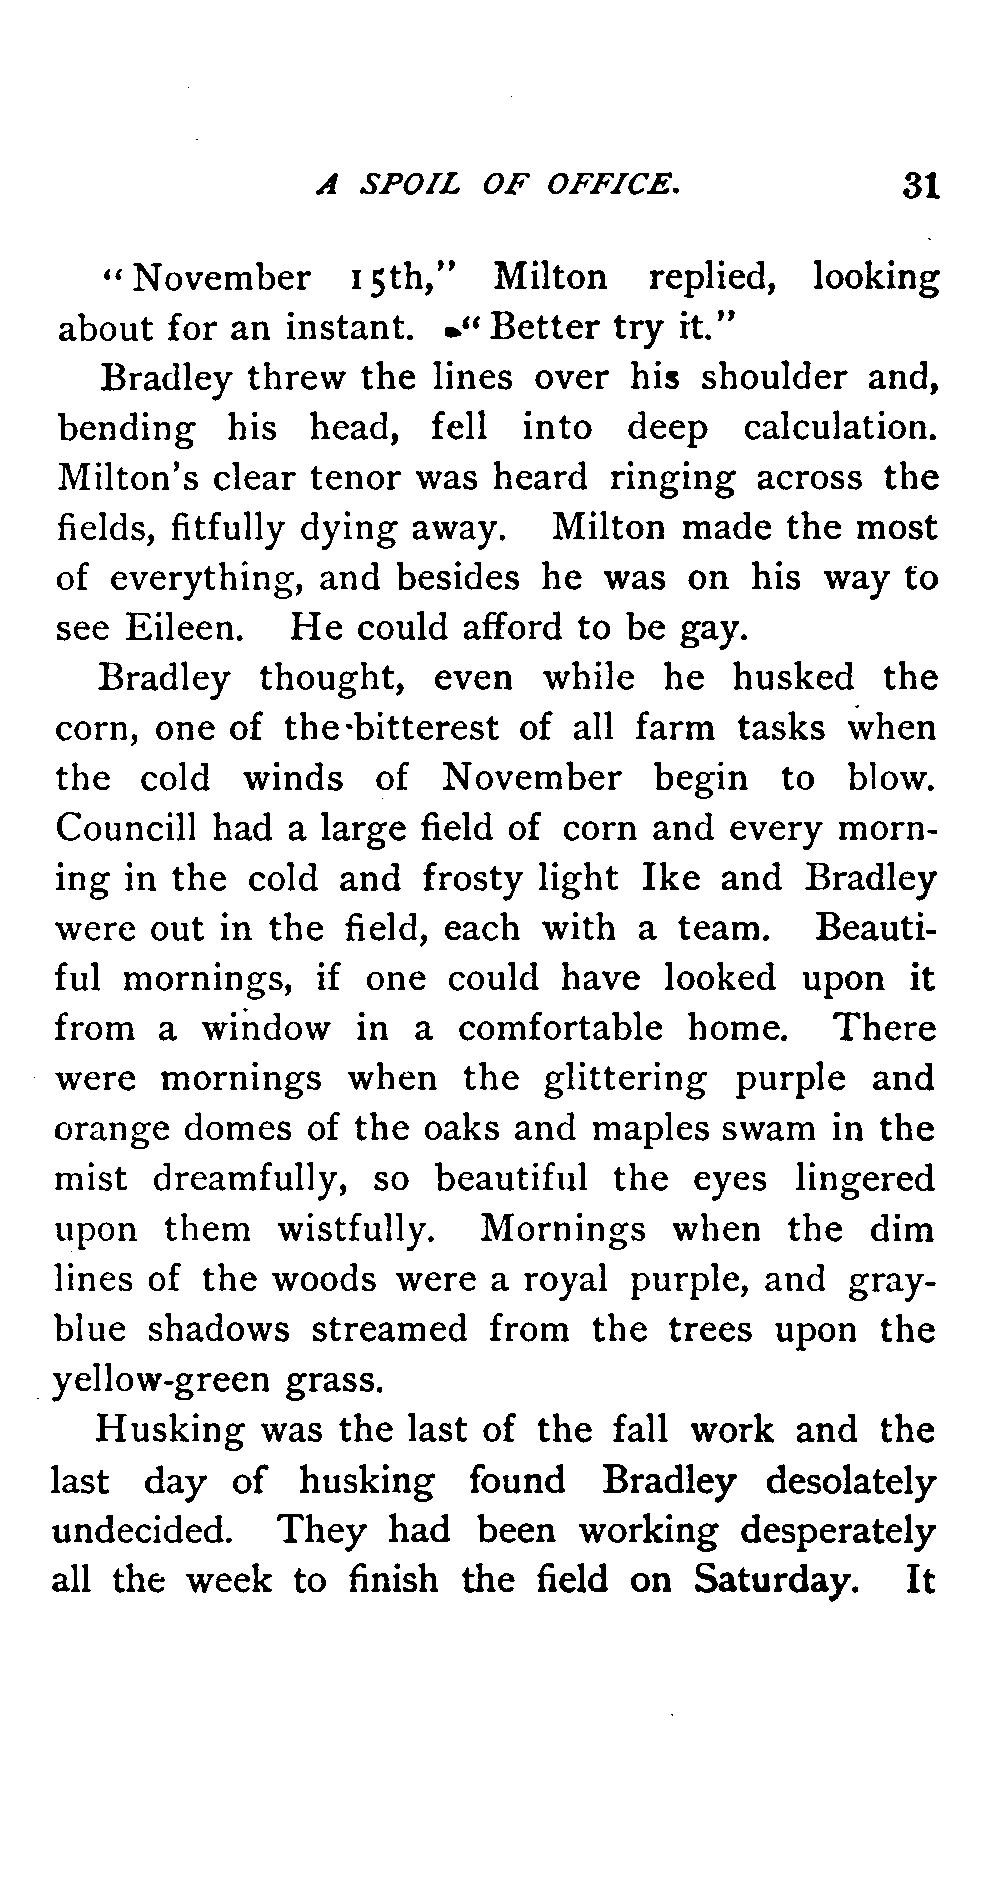 A SPOIL OF OFFICE. 31
"November 15th," Milton replied, looking
about for an instant. "Better try it."
Bradley threw the lines over his shoulder and,
bending his head, fell into deep calculation.
Milton's clear tenor was heard ringing across the
fields, fitfully dying away. Milton made the most
of everything, and besides he was on his way to
see Eileen. He could afford to be gay.
Bradley thought, even while he husked the
corn, one of the bitterest of all farm tasks when
the cold winds of November begin to blow.
Councill had a large field of corn and every morn-
ing in the cold and frosty light Ike and Bradley
were out in the field, each with a team. Beauti-
ful mornings, if one could have looked upon it
from a window in a comfortable home. There
were mornings when the glittering purple and
orange domes of the oaks and maples swam in the
mist dreamfully, so beautiful the eyes lingered
upon them wistfully. Mornings when the dim
lines of the woods were a royal purple, and gray-
blue shadows streamed from the trees upon the
yellow-green grass.
Husking was the last of the fall work and the
last day of husking found Bradley desolately
undecided. They had been working desperately
all the week to finish the field on Saturday. It